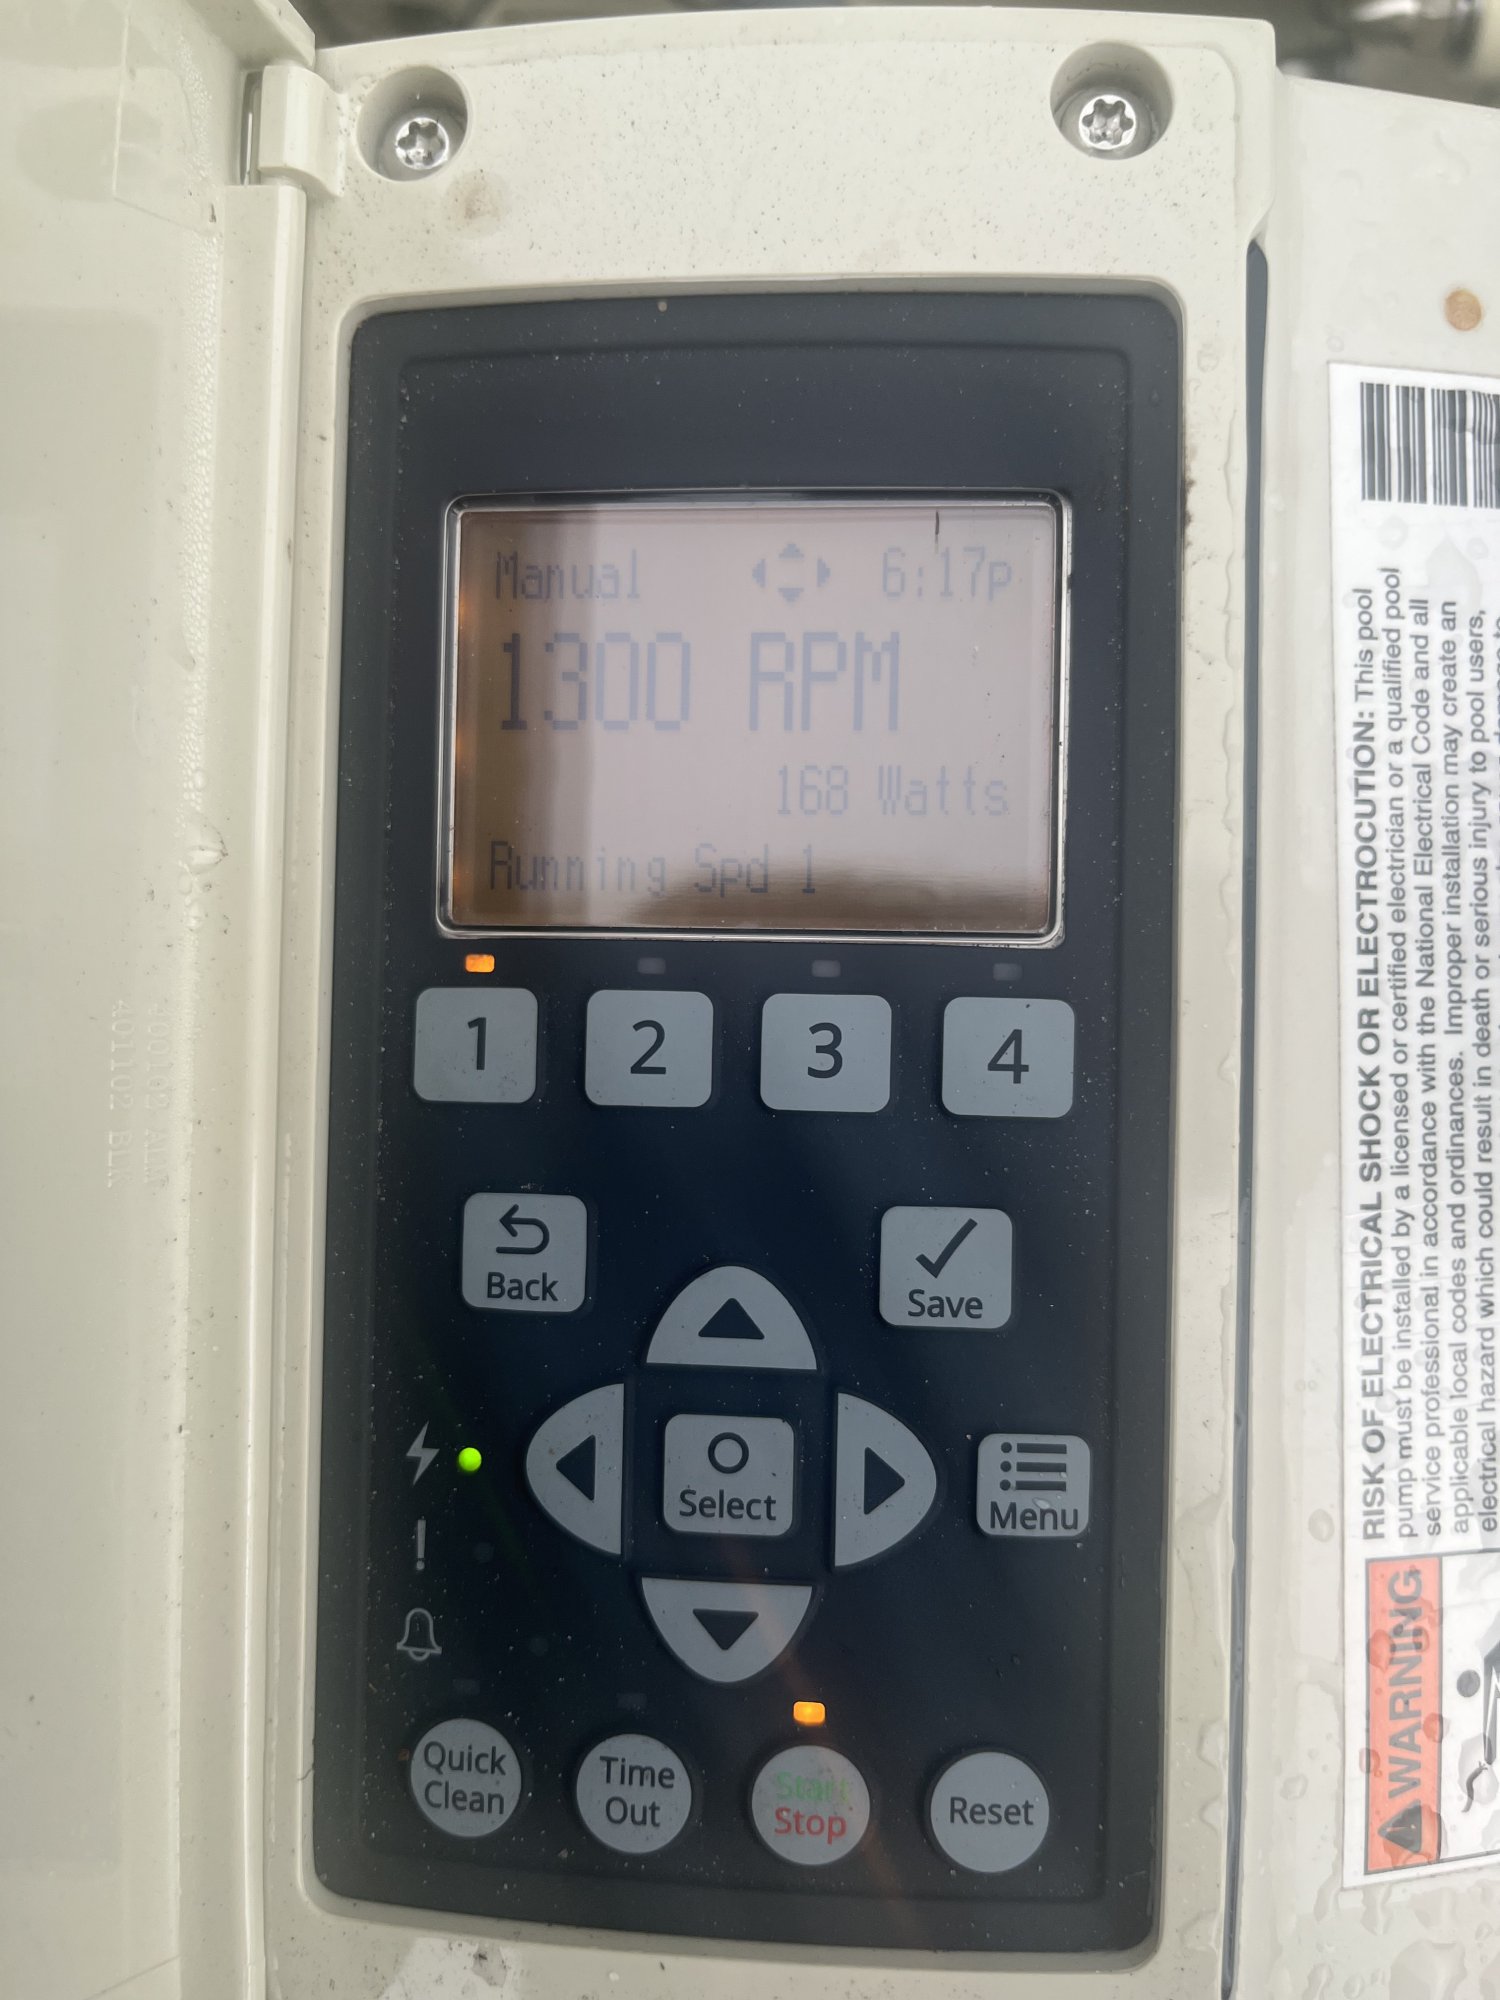 Manual 6:17p
1300 RPM
168 Watts
Running Spd 1
1 2 3 4
Back
Save
Select
Menu
!
Quick Clean
Time Out
Start Stop
Reset
401102 BLK
WARNING
RISK OF ELECTRICAL SHOCK OR ELECTROCUTION: This pool
pump must be installed by a licensed or certified electrician or a qualified pool
service professional in accordance with the National Electrical Code and all
applicable local codes and ordinances. Improper installation may create an
electrical hazard which could result in death or serious injury to pool users,